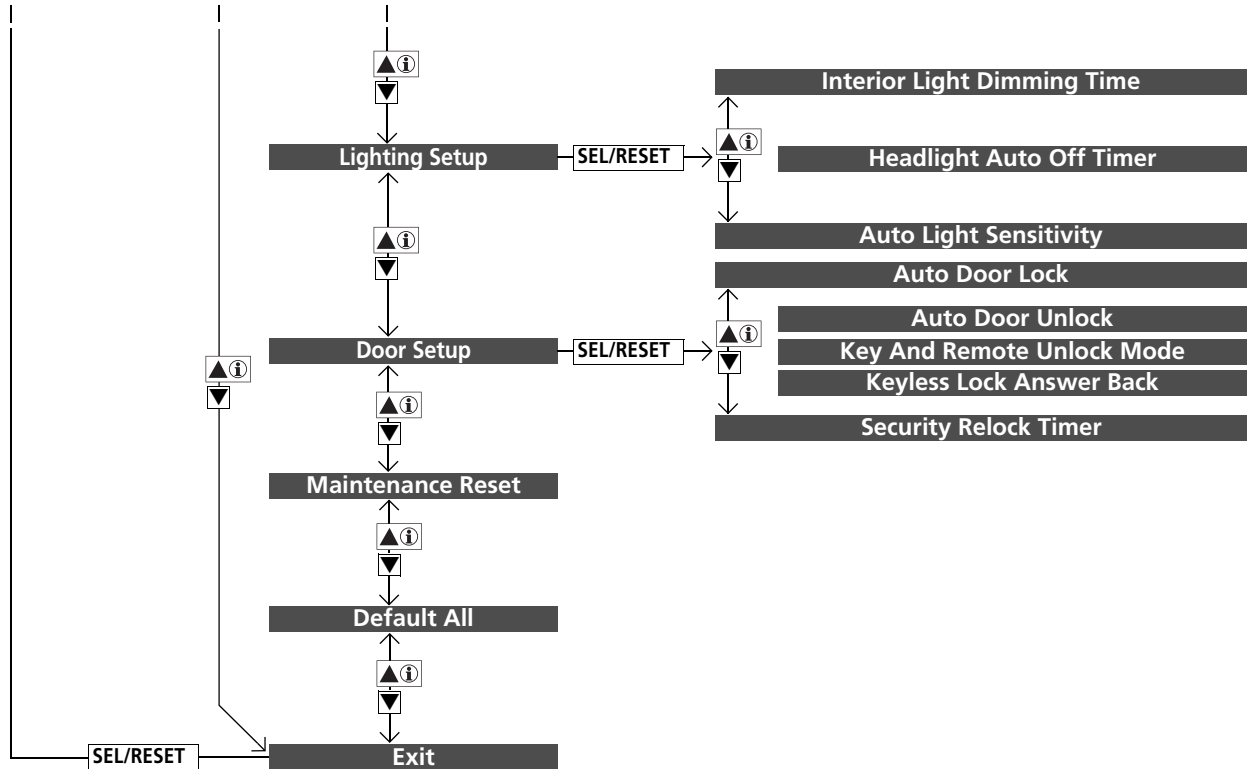 ▲ⓘ
▼
Interior Light Dimming Time
Lighting Setup
SEL/RESET
▲ⓘ
▼
Headlight Auto Off Timer
Auto Light Sensitivity
▲ⓘ
▼
Auto Door Lock
Door Setup
SEL/RESET
▲ⓘ
▼
Auto Door Unlock
Key And Remote Unlock Mode
Keyless Lock Answer Back
Security Relock Timer
▲ⓘ
▼
▲ⓘ
▼
Maintenance Reset
▲ⓘ
▼
Default All
▲ⓘ
▼
SEL/RESET
Exit